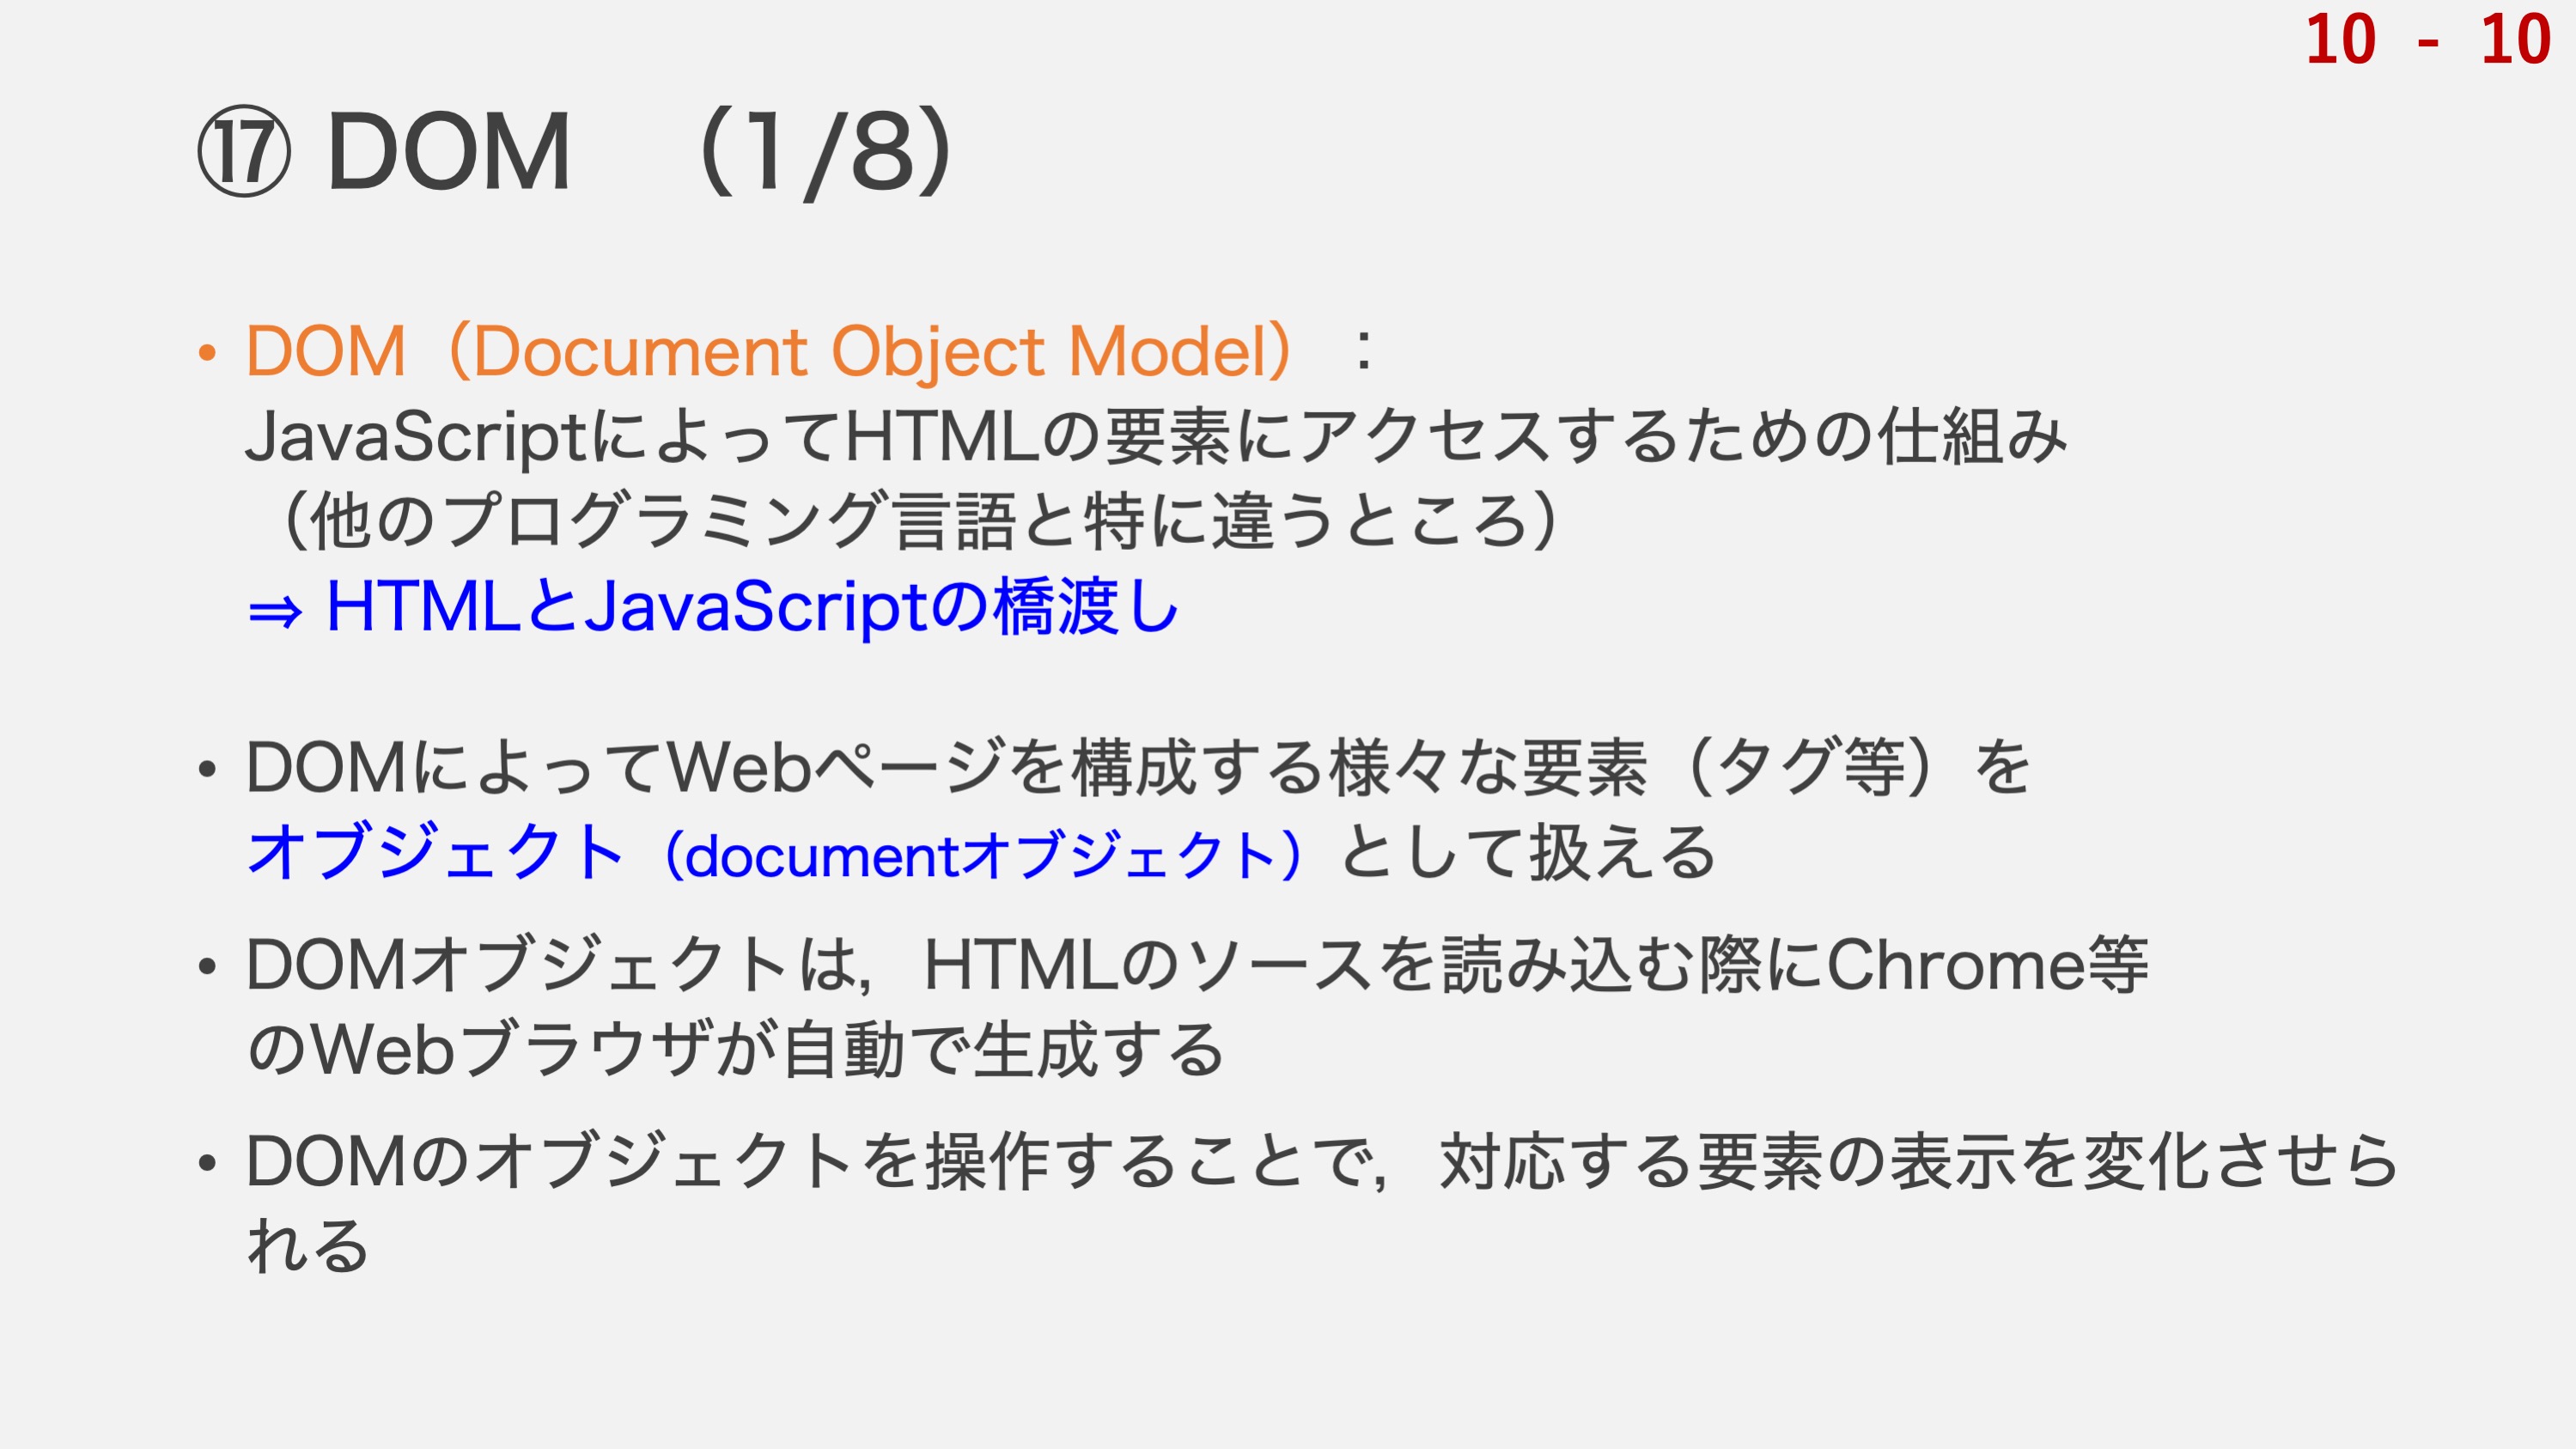 10 - 10
⑰ DOM （1/8）
• DOM（Document Object Model）：
JavaScriptによってHTMLの要素にアクセスするための仕組み
（他のプログラミング言語と特に違うところ）
⇒ HTMLとJavaScriptの橋渡し
• DOMによってWebページを構成する様々な要素（タグ等）を
オブジェクト（documentオブジェクト）として扱える
• DOMオブジェクトは，HTMLのソースを読み込む際にChrome等
のWebブラウザが自動で生成する
• DOMのオブジェクトを操作することで，対応する要素の表示を変化させら
れる